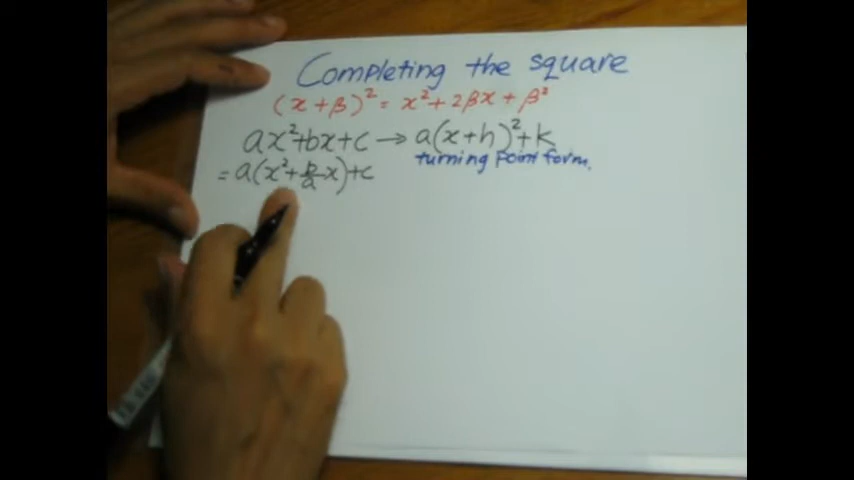 Completing the square
(x + β)² = x² + 2βx + β²
ax² + bx + c → a(x + h)² + k
turning point form.
= a(x² + b/a x) + c